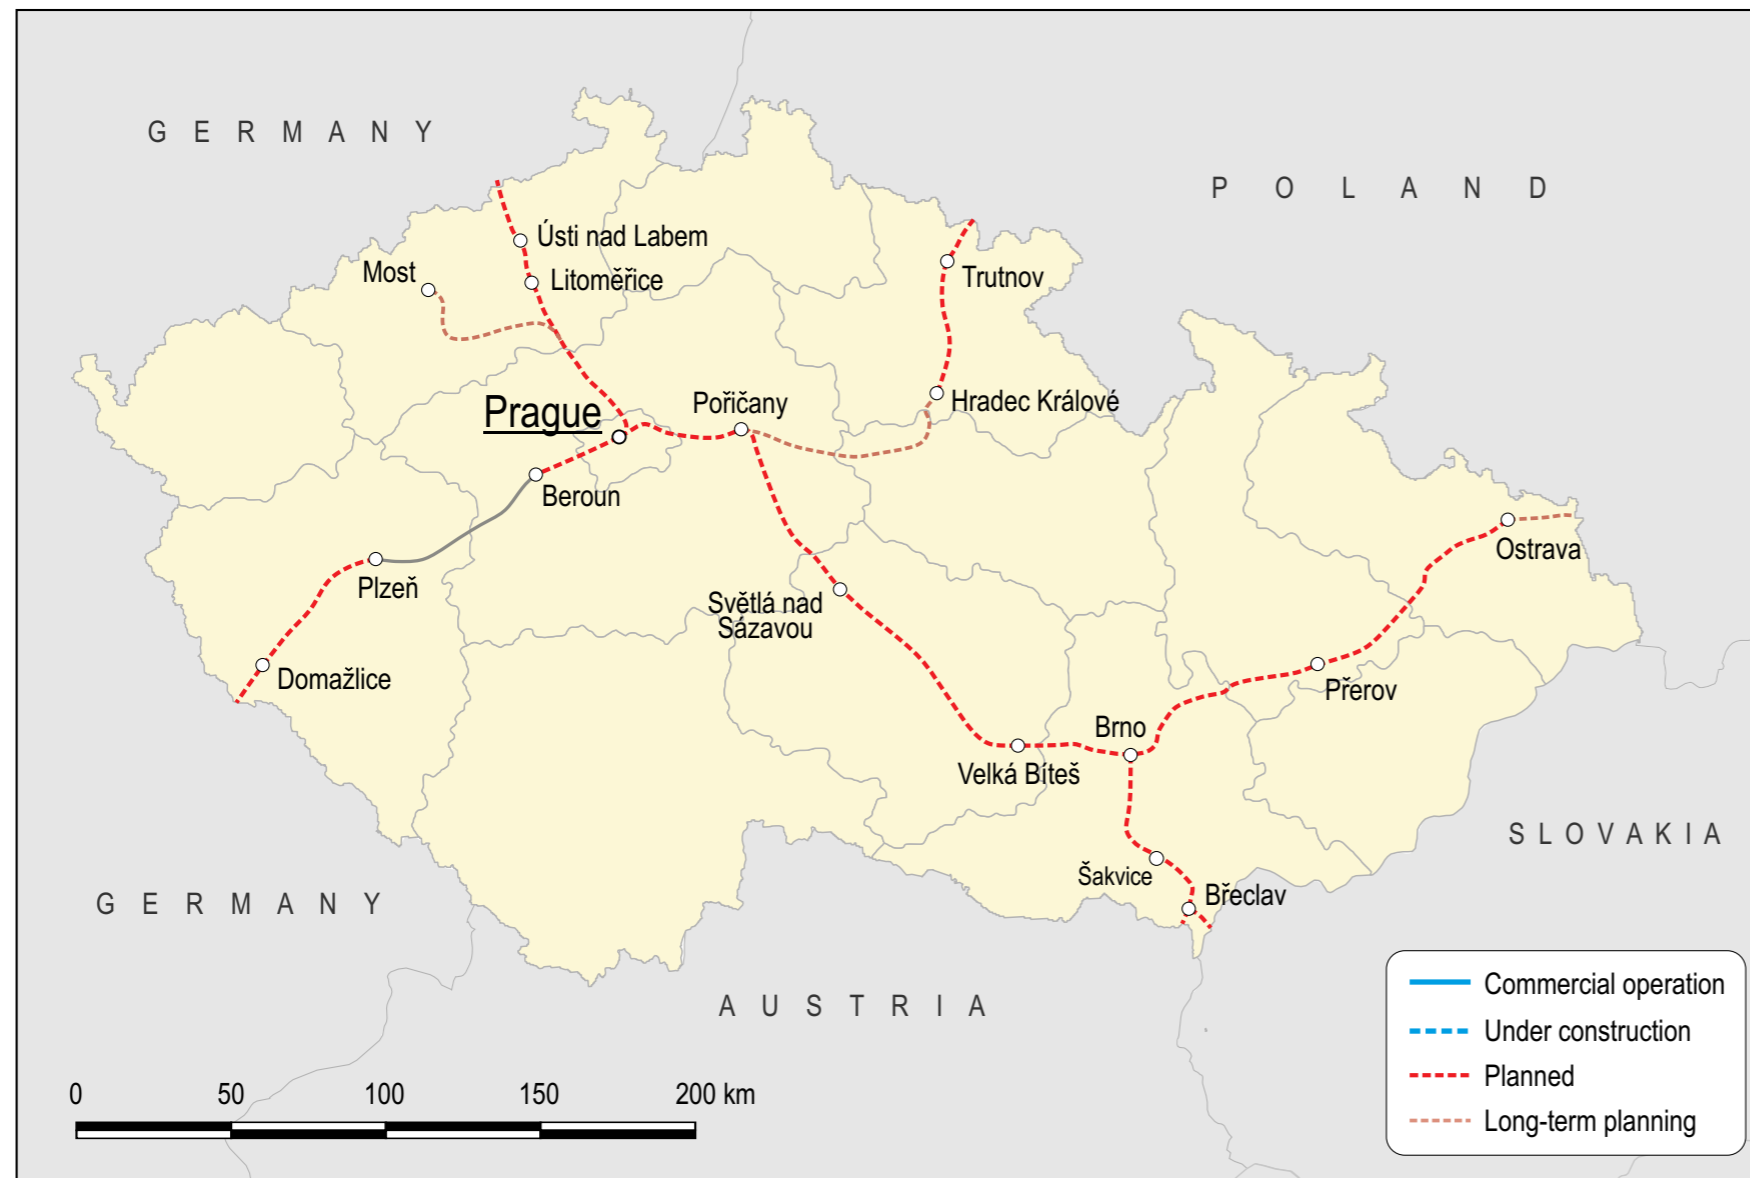 GERMANY
POLAND
Ústi nad Labem
Most
Litoměřice
Trutnov
Prague
Pořičany
Hradec Králové
Beroun
Ostrava
Plzeň
Světlá nad
Sázavou
Domažlice
Přerov
Brno
Velká Bíteš
SLOVAKIA
Šakvice
Břeclav
GERMANY
AUSTRIA
Commercial operation
Under construction
Planned
Long-term planning
0 50 100 150 200 km